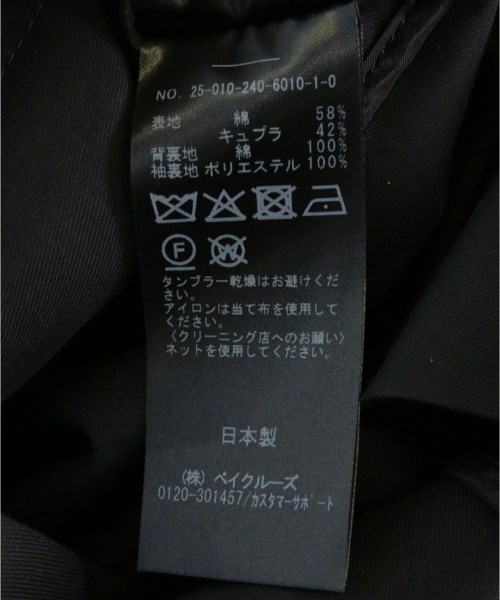 NO. 25-010-240-6010-1-0
表地 綿 58%
キュプラ 42%
背裏地 綿 100%
袖裏地 ポリエステル 100%
F W
タンブラー乾燥はお避けくだ
さい。
アイロンは当て布を使用して
ください。
〈クリーニング店へのお願い〉
ネットを使用してください。
日本製
(株) ベイクルーズ
0120-301457/カスタマーサポート